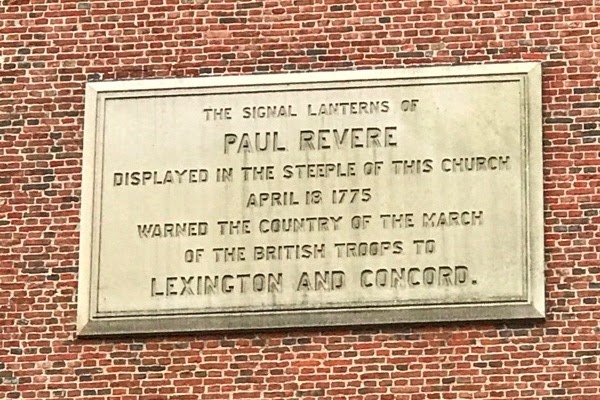 THE SIGNAL LANTERNS OF
PAUL REVERE
DISPLAYED IN THE STEEPLE OF THIS CHURCH
APRIL 18 1775
WARNED THE COUNTRY OF THE MARCH
OF THE BRITISH TROOPS TO
LEXINGTON AND CONCORD.